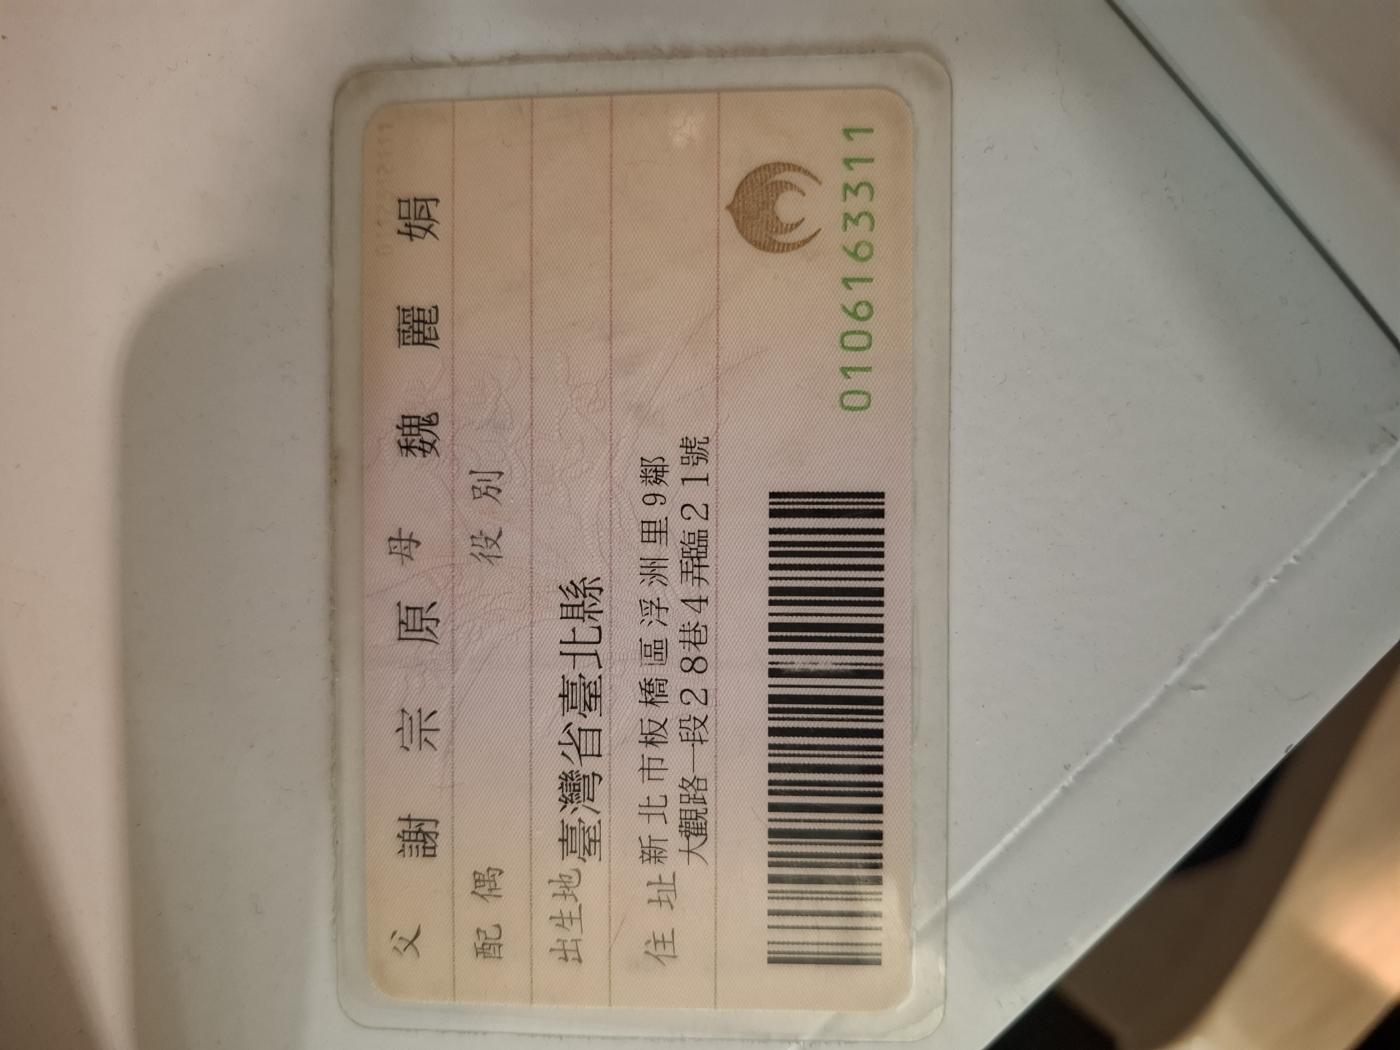 父 謝宗原 母 魏麗娟
配偶 役別
出生地 臺灣省臺北縣
住址 新北市板橋區浮洲里9鄰
大觀路一段28巷4弄臨21號
0106163311